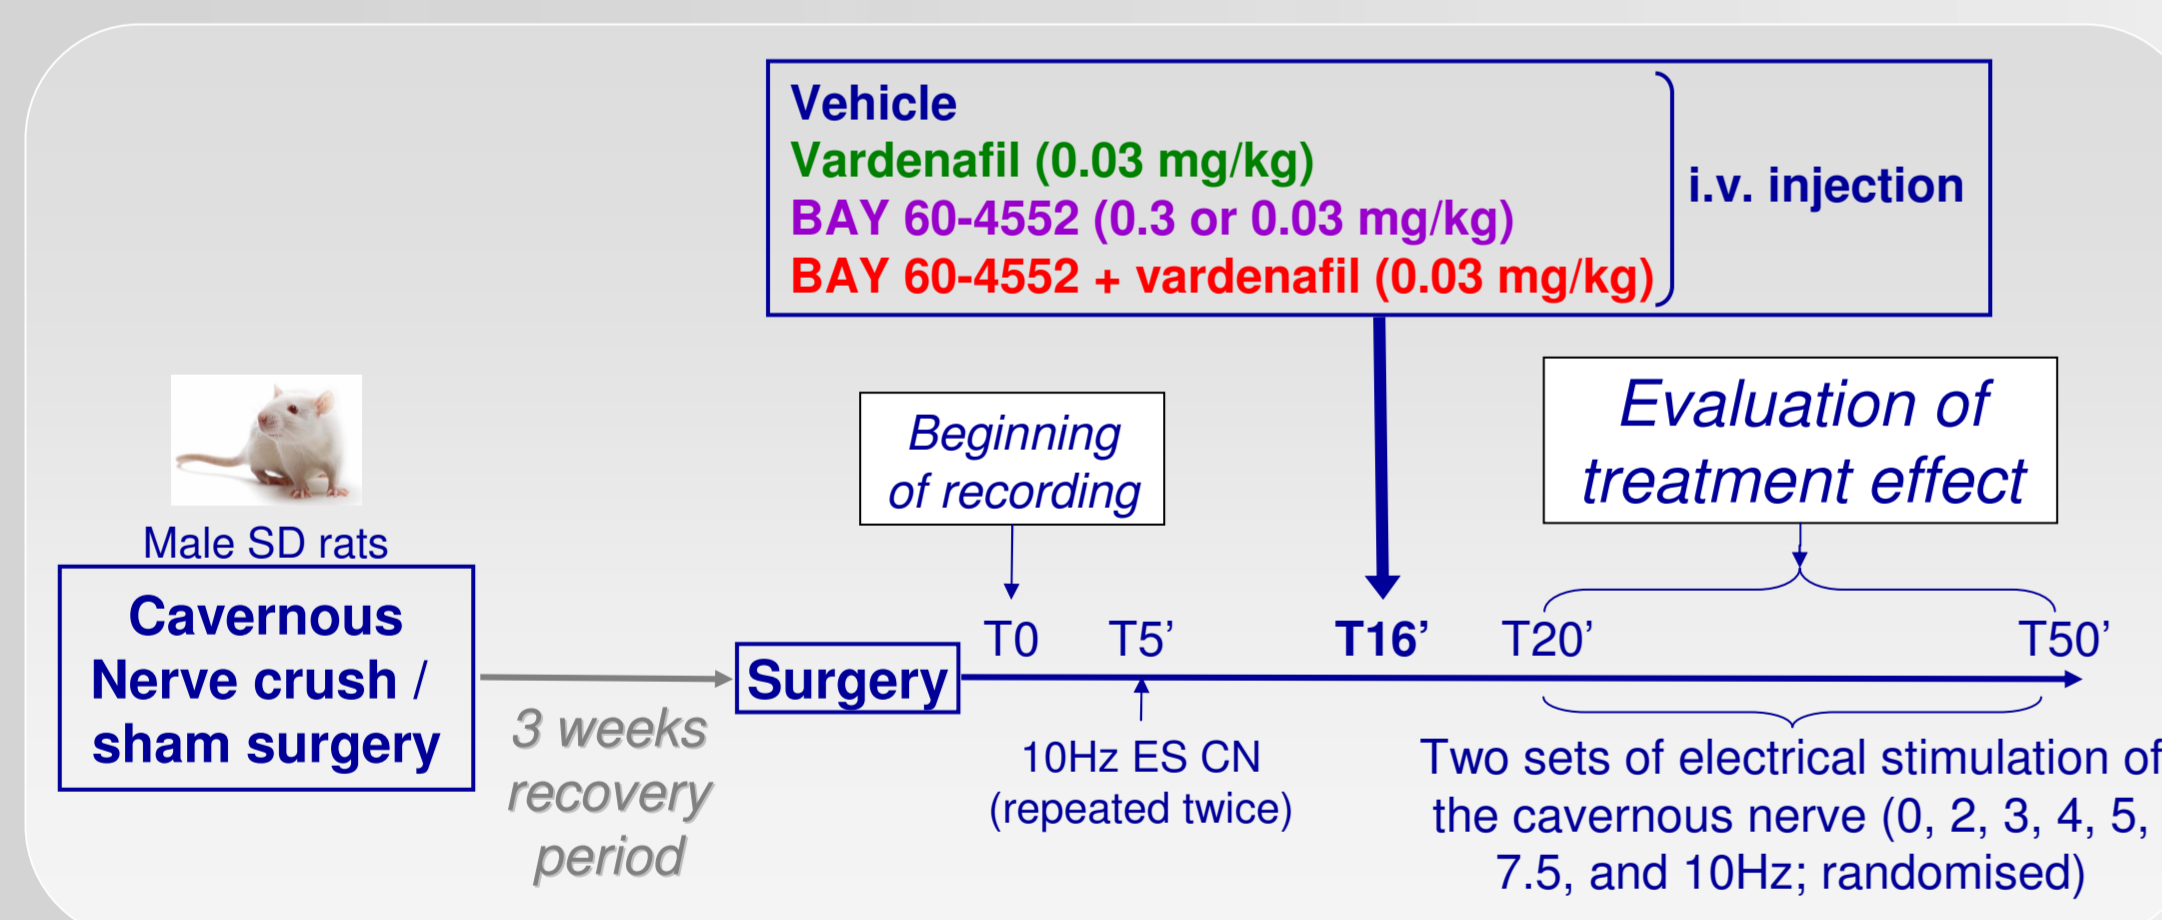 Vehicle
Vardenafil (0.03 mg/kg)
BAY 60-4552 (0.3 or 0.03 mg/kg)
BAY 60-4552 + vardenafil (0.03 mg/kg)
i.v. injection
Beginning
of recording
Evaluation of
treatment effect
Male SD rats
Cavernous
Nerve crush /
sham surgery
3 weeks
recovery
period
Surgery
T0
T5’
T16’
T20’
T50’
10Hz ES CN
(repeated twice)
Two sets of electrical stimulation of
the cavernous nerve (0, 2, 3, 4, 5,
7.5, and 10Hz; randomised)